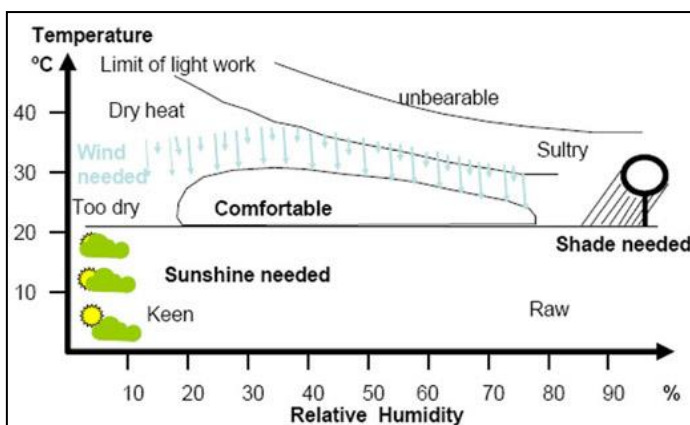 Temperature
ºC
Limit of light work
unbearable
40
Dry heat
Wind
needed
Sultry
30
Too dry
Comfortable
20
Shade needed
Sunshine needed
10
Keen
Raw
10 20 30 40 50 60 70 80 90 %
Relative Humidity